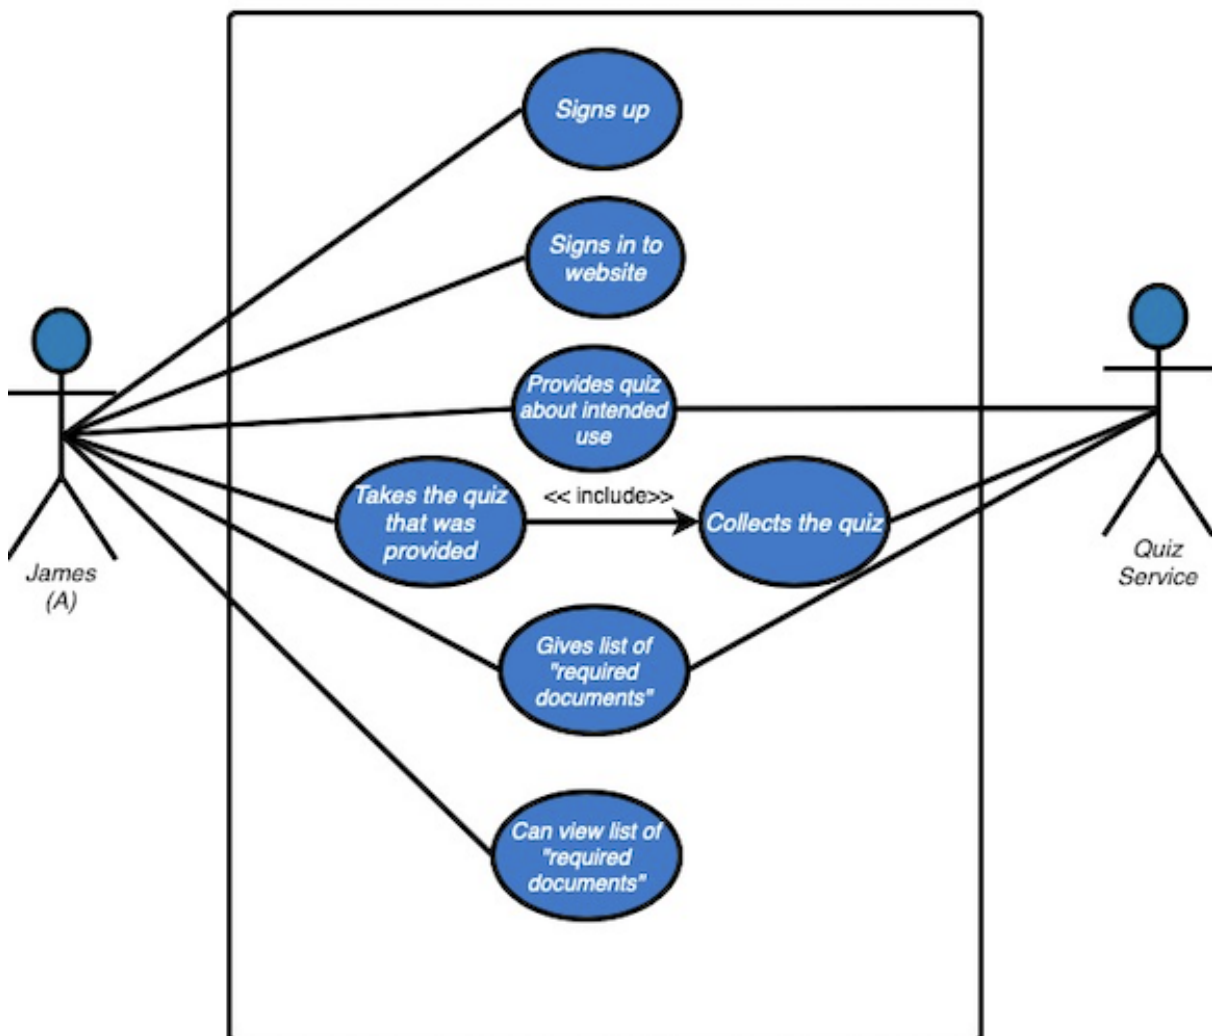 Signs up
Signs in to
website
Provides quiz
about intended
use
Takes the quiz
that was
provided
<< include>>
Collects the quiz
James
(A)
Quiz
Service
Gives list of
"required
documents"
Can view list of
"required
documents"